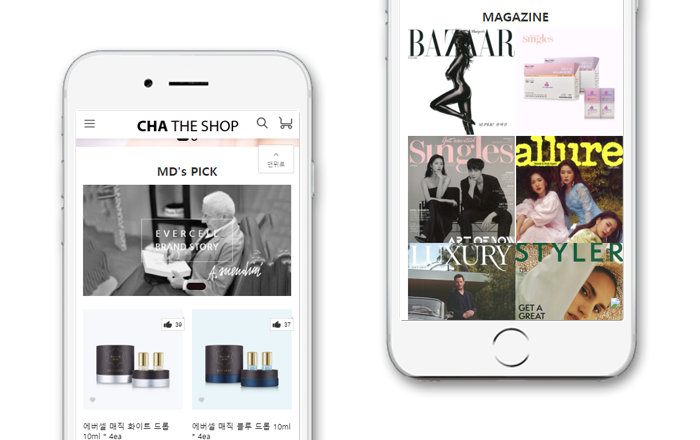 CHA THE SHOP
맨위로
MD's PICK
EVERCELL
BRAND STORY
39
37
에버셀 매직 화이트 드롭
10ml * 4ea
에버셀 매직 블루 드롭 10ml
* 4ea
MAGAZINE
BAZAAR
singles
Singles
allure
ART OF NOW
LUXURY
STYLER
GET A
GREAT